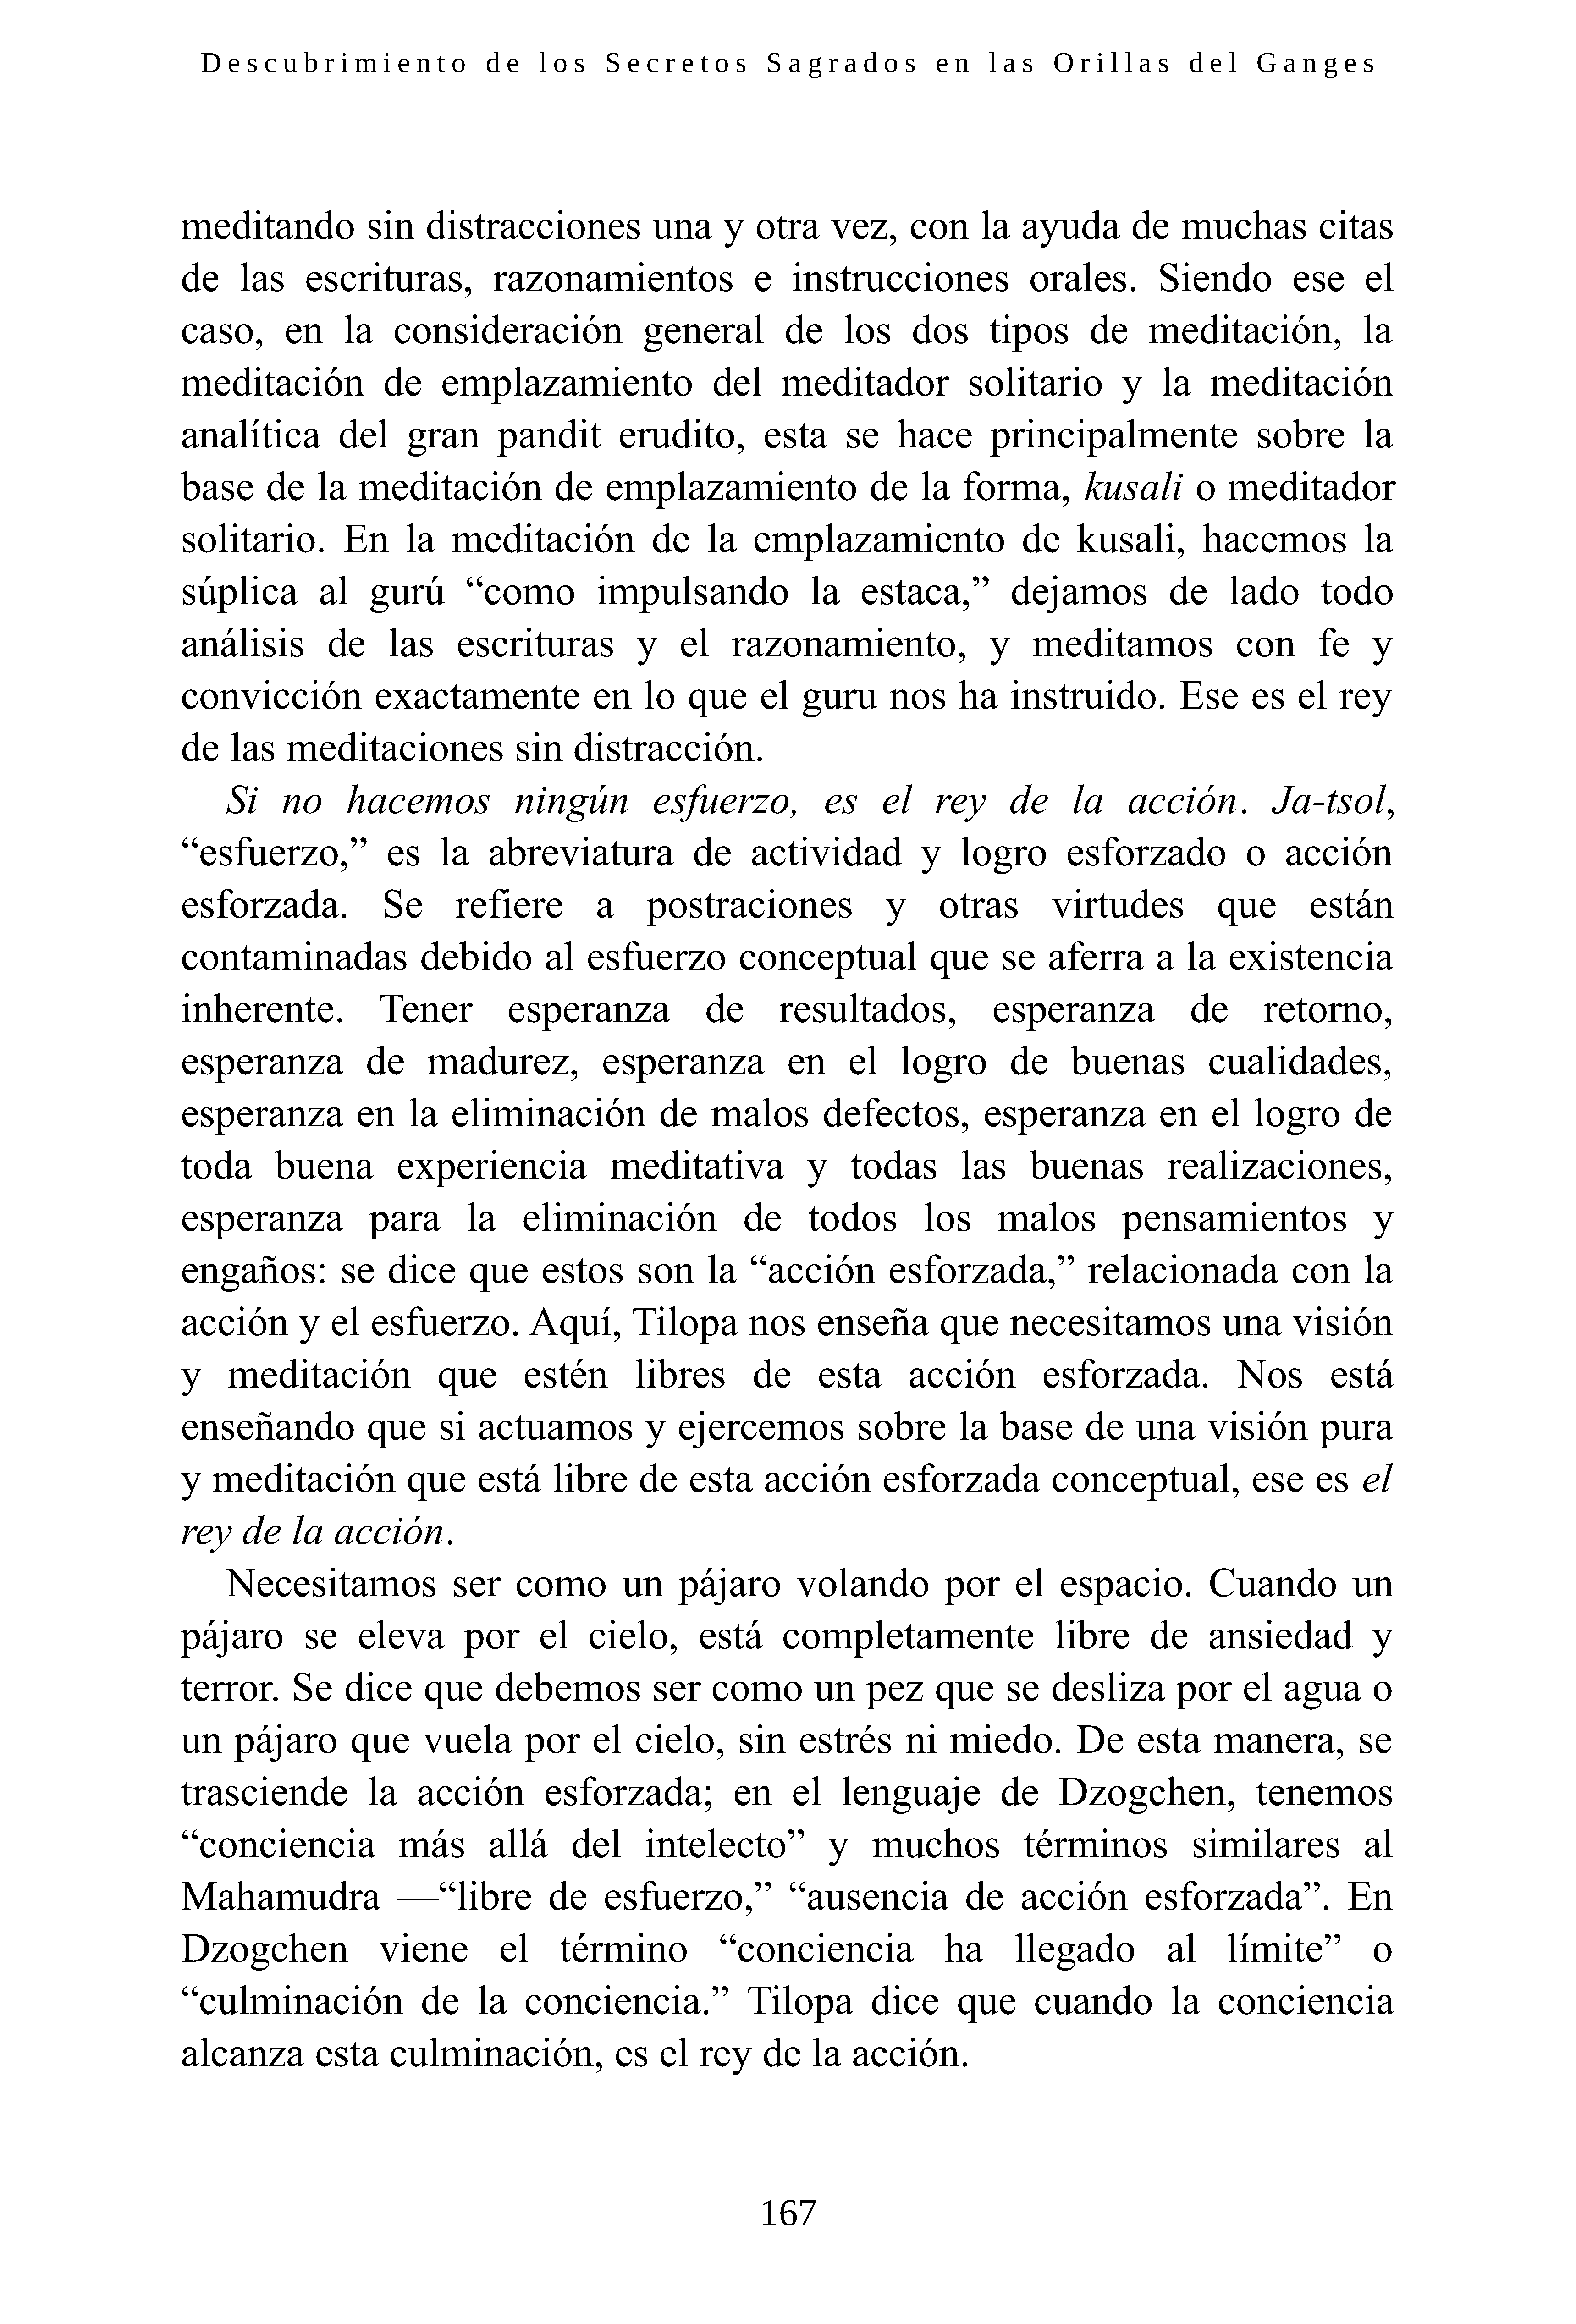 Descubrimiento de los Secretos Sagrados en las Orillas del Ganges
meditando sin distracciones una y otra vez, con la ayuda de muchas citas
de las escrituras, razonamientos e instrucciones orales. Siendo ese el
caso, en la consideración general de los dos tipos de meditación, la
meditación de emplazamiento del meditador solitario y la meditación
analítica del gran pandit erudito, esta se hace principalmente sobre la
base de la meditación de emplazamiento de la forma, kusali o meditador
solitario. En la meditación de la emplazamiento de kusali, hacemos la
súplica al gurú “como impulsando la estaca,” dejamos de lado todo
análisis de las escrituras y el razonamiento, y meditamos con fe y
convicción exactamente en lo que el guru nos ha instruido. Ese es el rey
de las meditaciones sin distracción.
Si no hacemos ningún esfuerzo, es el rey de la acción. Ja-tsol,
“esfuerzo,” es la abreviatura de actividad y logro esforzado o acción
esforzada. Se refiere a postraciones y otras virtudes que están
contaminadas debido al esfuerzo conceptual que se aferra a la existencia
inherente. Tener esperanza de resultados, esperanza de retorno,
esperanza de madurez, esperanza en el logro de buenas cualidades,
esperanza en la eliminación de malos defectos, esperanza en el logro de
toda buena experiencia meditativa y todas las buenas realizaciones,
esperanza para la eliminación de todos los malos pensamientos y
engaños: se dice que estos son la “acción esforzada,” relacionada con la
acción y el esfuerzo. Aquí, Tilopa nos enseña que necesitamos una visión
y meditación que estén libres de esta acción esforzada. Nos está
enseñando que si actuamos y ejercemos sobre la base de una visión pura
y meditación que está libre de esta acción esforzada conceptual, ese es el
rey de la acción.
Necesitamos ser como un pájaro volando por el espacio. Cuando un
pájaro se eleva por el cielo, está completamente libre de ansiedad y
terror. Se dice que debemos ser como un pez que se desliza por el agua o
un pájaro que vuela por el cielo, sin estrés ni miedo. De esta manera, se
trasciende la acción esforzada; en el lenguaje de Dzogchen, tenemos
“conciencia más allá del intelecto” y muchos términos similares al
Mahamudra —“libre de esfuerzo,” “ausencia de acción esforzada”. En
Dzogchen viene el término “conciencia ha llegado al límite” o
“culminación de la conciencia.” Tilopa dice que cuando la conciencia
alcanza esta culminación, es el rey de la acción.
167